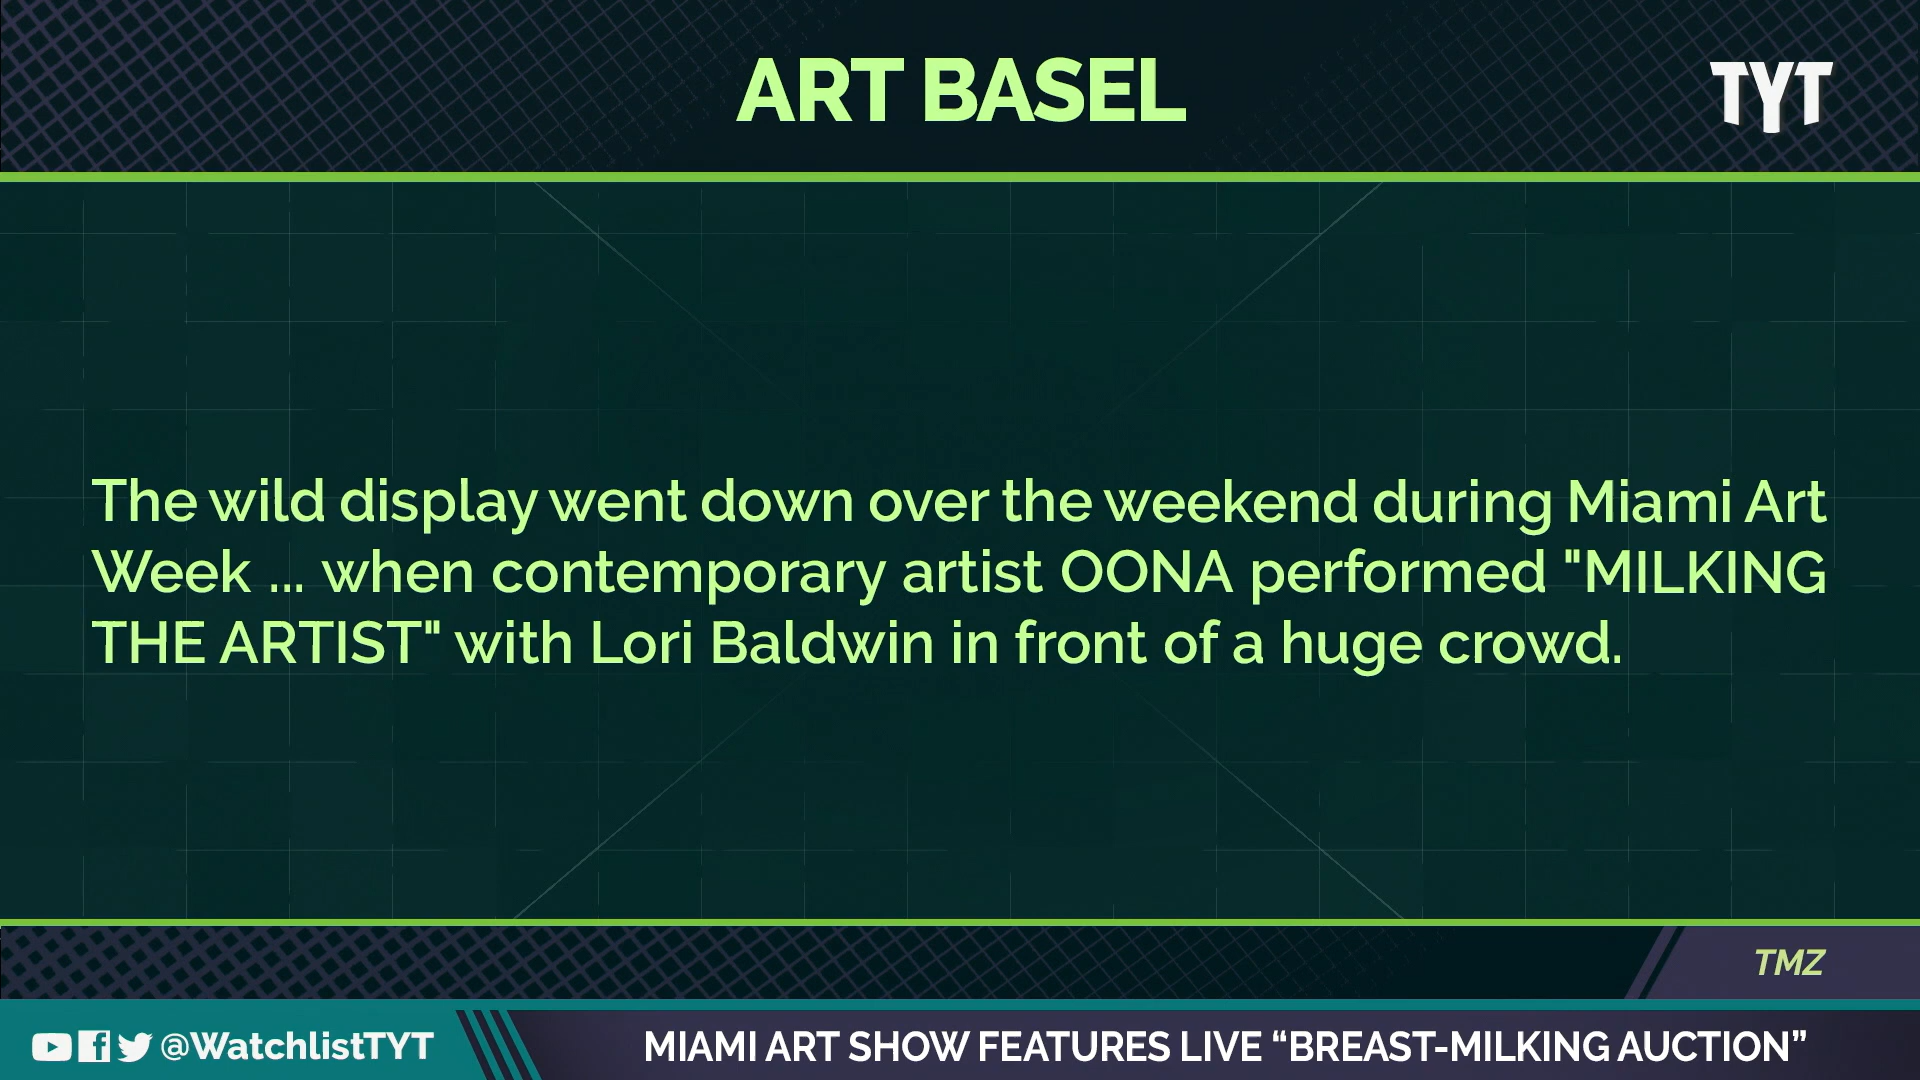 ART BASEL
TYT
The wild display went down over the weekend during Miami Art
Week ... when contemporary artist OONA performed "MILKING
THE ARTIST" with Lori Baldwin in front of a huge crowd.
TMZ
@WatchlistTYT
MIAMI ART SHOW FEATURES LIVE “BREAST-MILKING AUCTION”